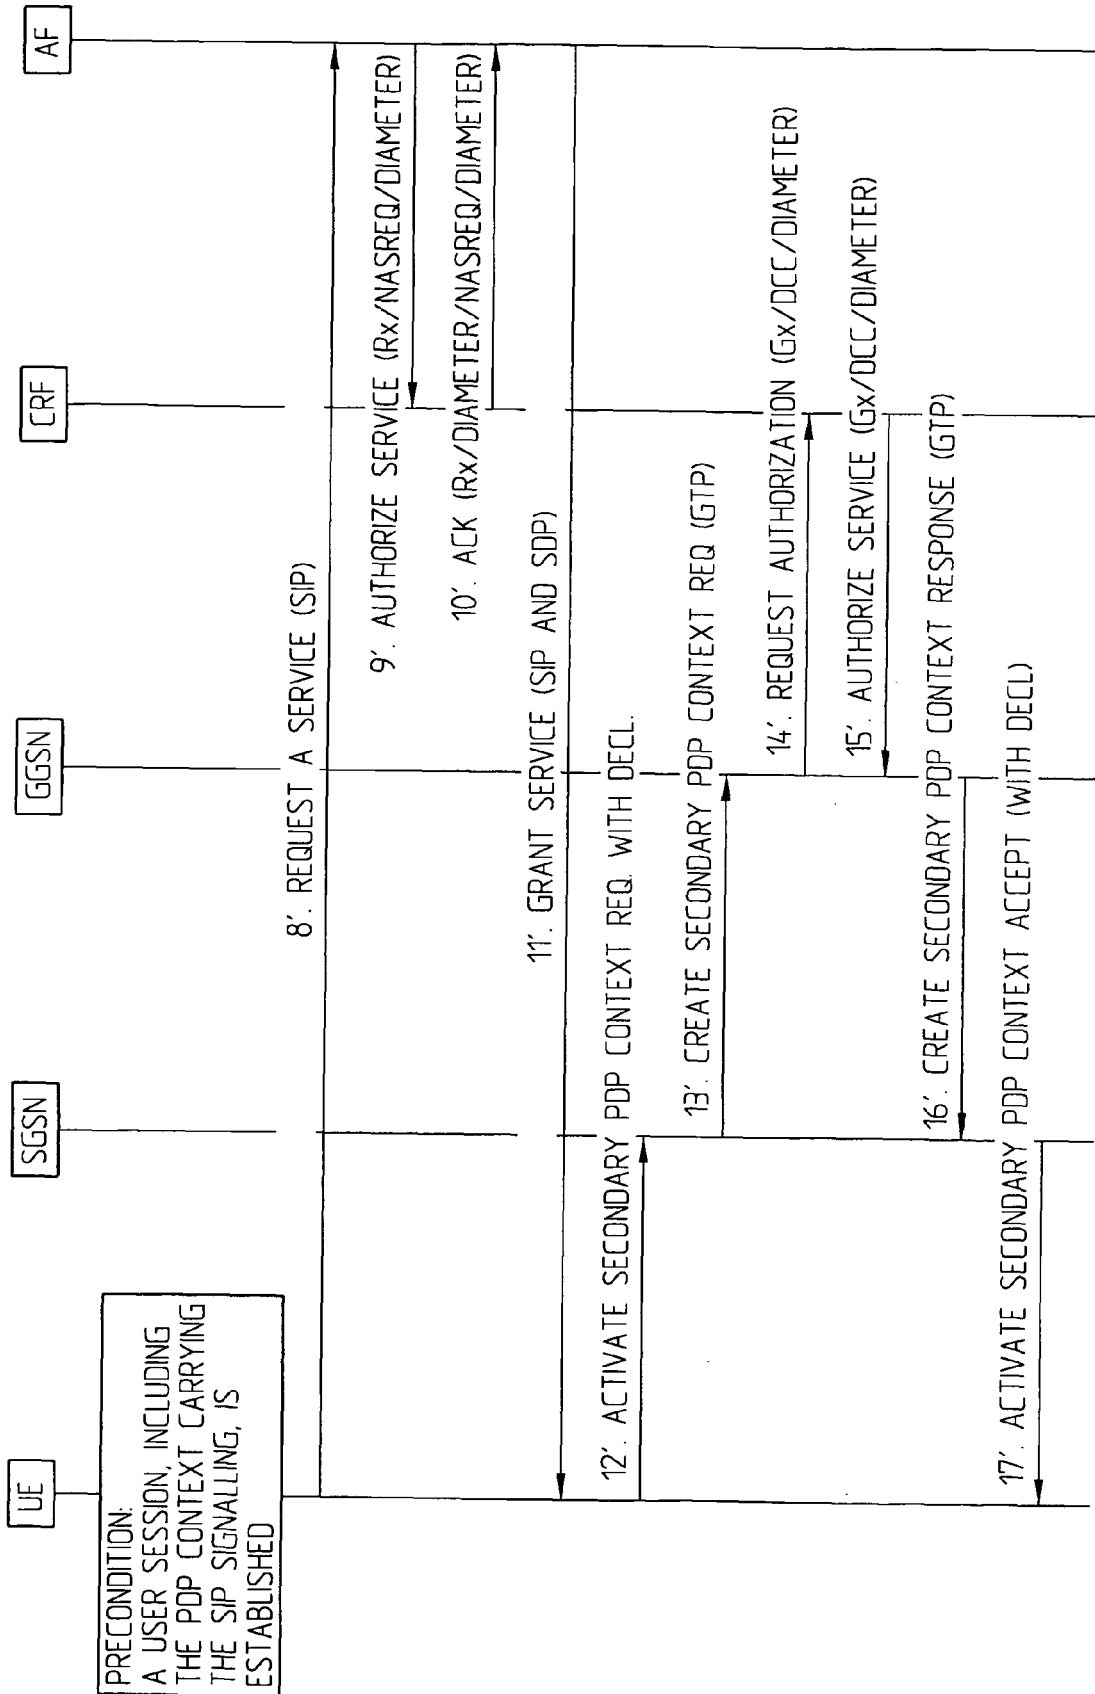 UE
SGSN
GGSN
CRF
AF
PRECONDITION:
A USER SESSION, INCLUDING
THE PDP CONTEXT CARRYING
THE SIP SIGNALLING, IS
ESTABLISHED
8'. REQUEST A SERVICE (SIP)
9'. AUTHORIZE SERVICE (Rx/NASREQ/DIAMETER)
10'. ACK (Rx/DIAMETER/NASREQ/DIAMETER)
11'. GRANT SERVICE (SIP AND SDP)
12'. ACTIVATE SECONDARY PDP CONTEXT REQ. WITH DECL.
13'. CREATE SECONDARY PDP CONTEXT REQ (GTP)
14'. REQUEST AUTHORIZATION (Gx/DCC/DIAMETER)
15'. AUTHORIZE SERVICE (Gx/DCC/DIAMETER)
16'. CREATE SECONDARY PDP CONTEXT RESPONSE (GTP)
17'. ACTIVATE SECONDARY PDP CONTEXT ACCEPT (WITH DECL)